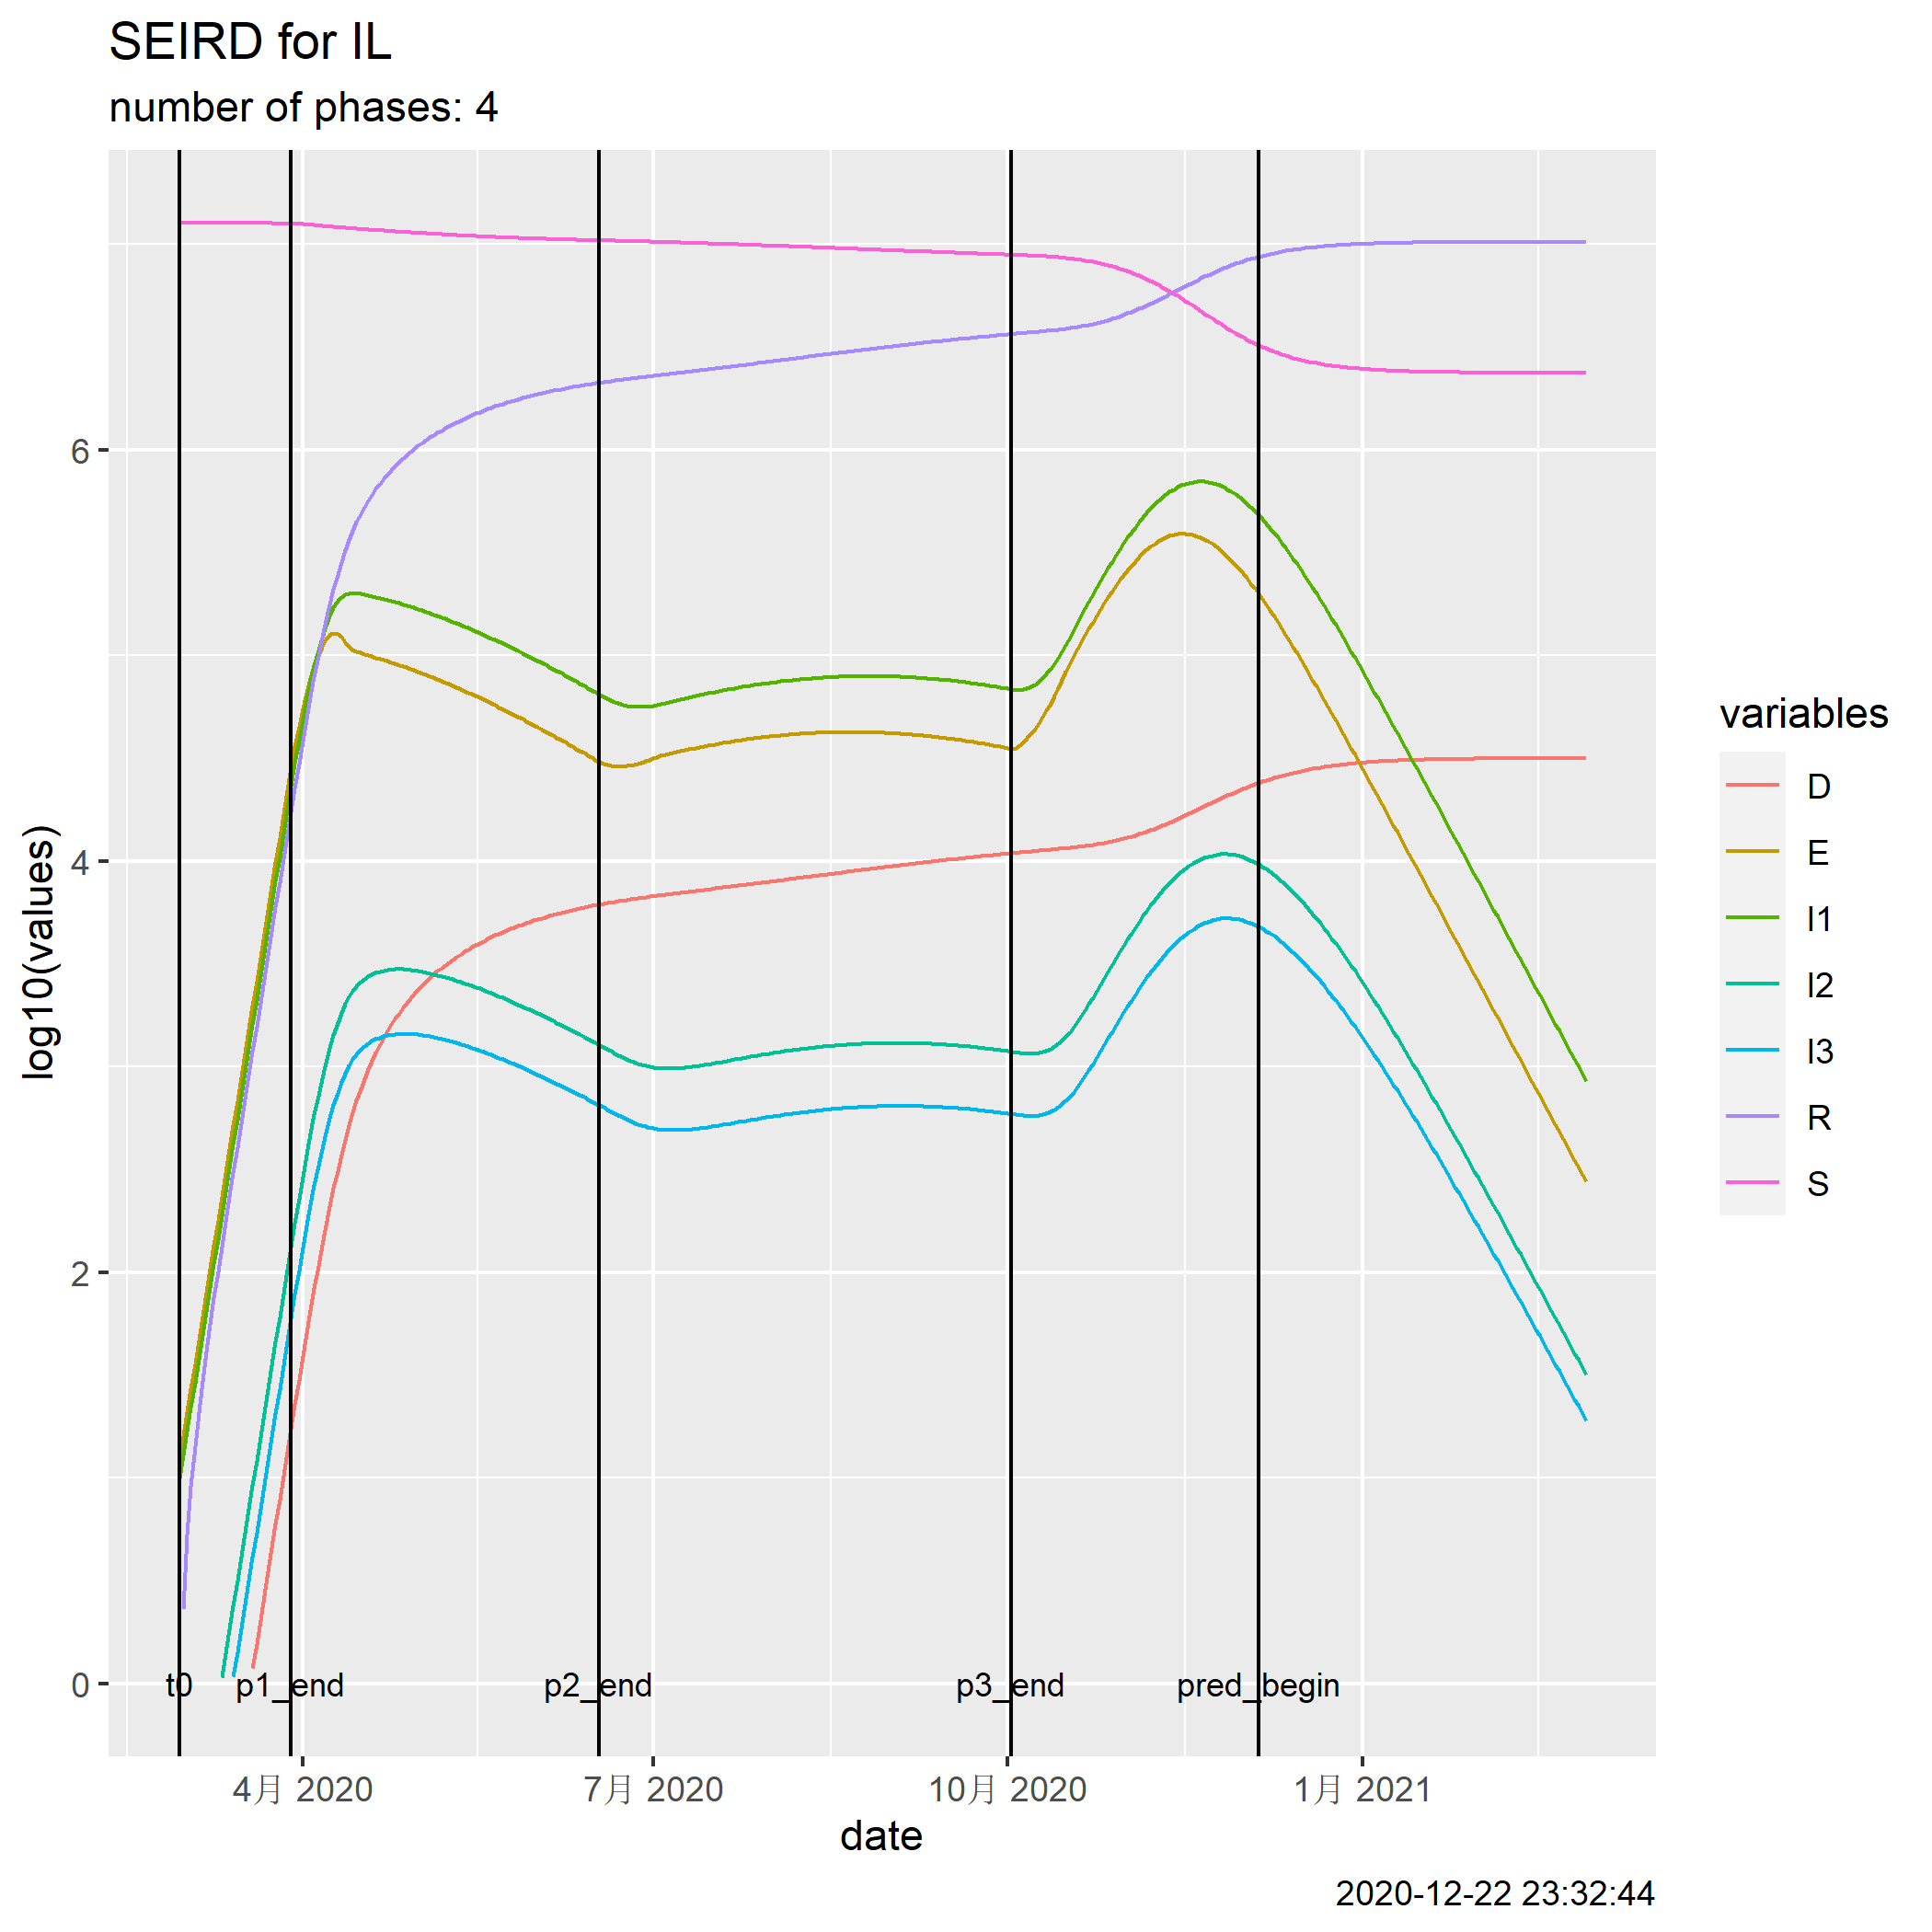 SEIRD for IL
number of phases: 4
log10(values)
6
4
2
0
t0
p1_end
p2_end
p3_end
pred_begin
4月 2020
7月 2020
10月 2020
1月 2021
date
variables
D
E
I1
I2
I3
R
S
2020-12-22 23:32:44